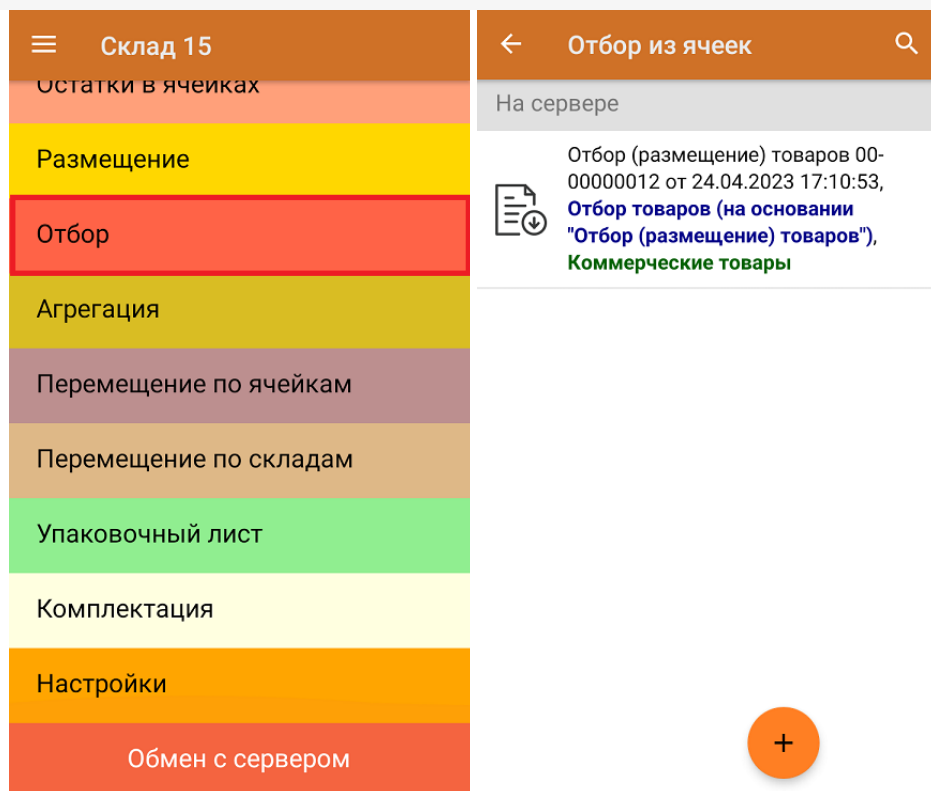 Склад 15
Остатки в ячейках
Размещение
Отбор
Агрегация
Перемещение по ячейкам
Перемещение по складам
Упаковочный лист
Комплектация
Настройки
Обмен с сервером
Отбор из ячеек
На сервере
Отбор (размещение) товаров 00-
00000012 от 24.04.2023 17:10:53,
Отбор товаров (на основании
"Отбор (размещение) товаров"),
Коммерческие товары
+